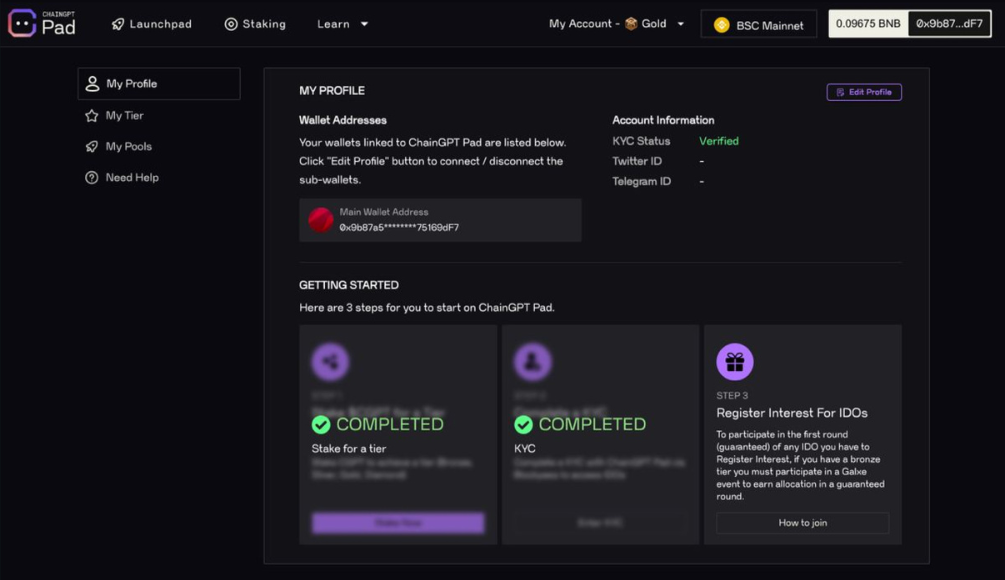 CHAINGPT
Pad
Launchpad
Staking
Learn
My Account - Gold
BSC Mainnet
0.09675 BNB
0x9b87...dF7
My Profile
My Tier
My Pools
Need Help
MY PROFILE
Edit Profile
Wallet Addresses
Your wallets linked to ChainGPT Pad are listed below.
Click "Edit Profile" button to connect / disconnect the
sub-wallets.
Main Wallet Address
0x9b87a5********75169dF7
Account Information
KYC Status Verified
Twitter ID -
Telegram ID -
GETTING STARTED
Here are 3 steps for you to start on ChainGPT Pad.
COMPLETED
Stake for a tier
COMPLETED
KYC
STEP 3
Register Interest For IDOs
To participate in the first round
(guaranteed) of any IDO you have to
Register Interest, if you have a bronze
tier you must participate in a Galxe
event to earn allocation in a guaranteed
round.
How to join